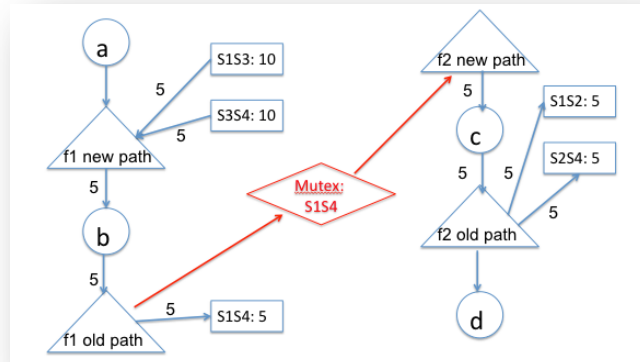 a
S1S3: 10
5
S3S4: 10
5
f1 new path
5
b
5
5
S1S4: 5
f1 old path
Mutex:
S1S4
f2 new path
5
S1S2: 5
c
5
5
S2S4: 5
5
f2 old path
d